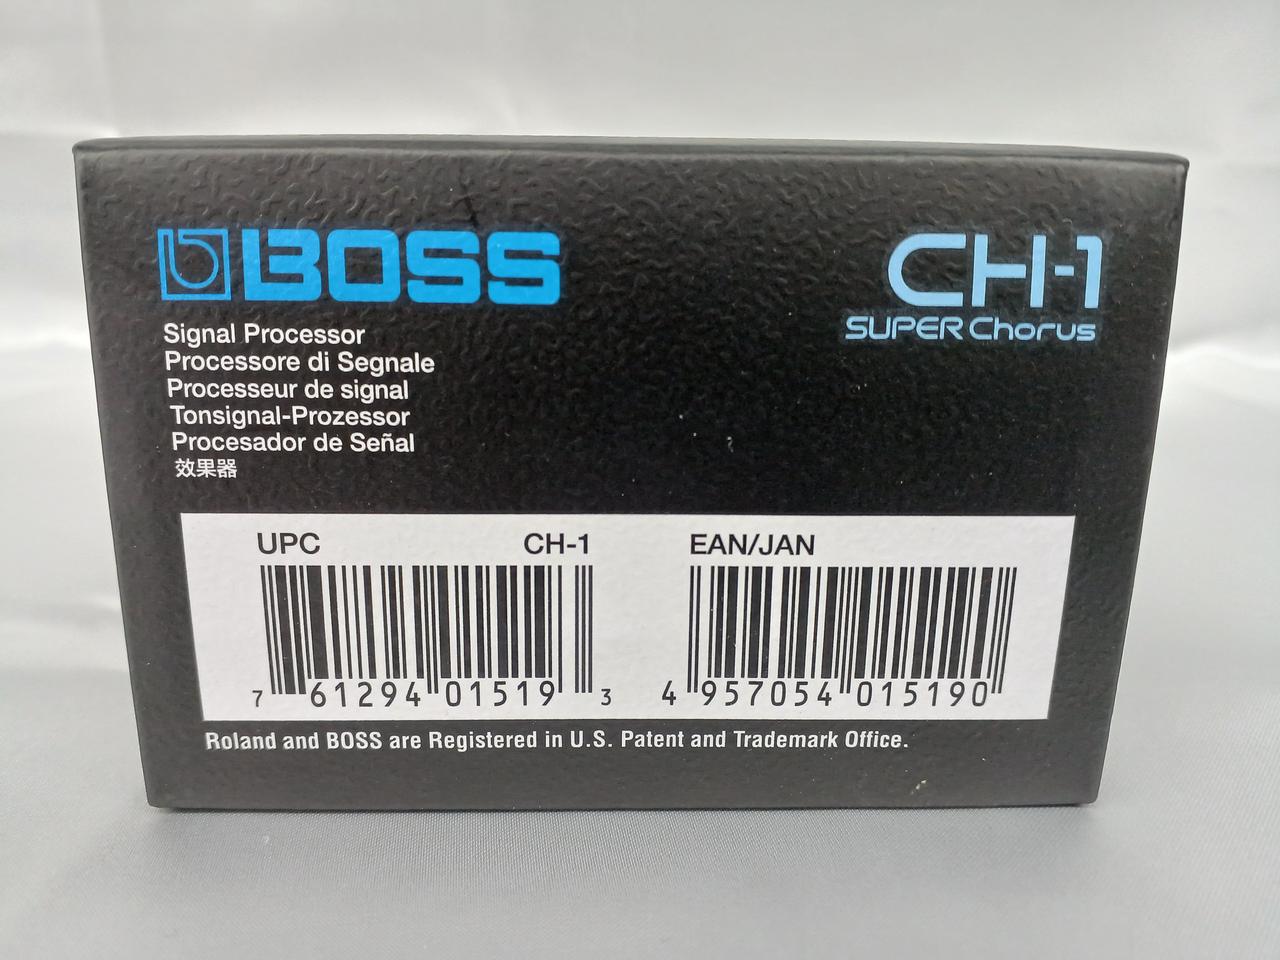 BOSS
CH-1
SUPER Chorus
Signal Processor
Processore di Segnale
Processeur de signal
Tonsignal-Prozessor
Procesador de Señal
效果器
UPC CH-1 EAN/JAN
7 61294 01519 3 4 957054 015190
Roland and BOSS are Registered in U.S. Patent and Trademark Office.